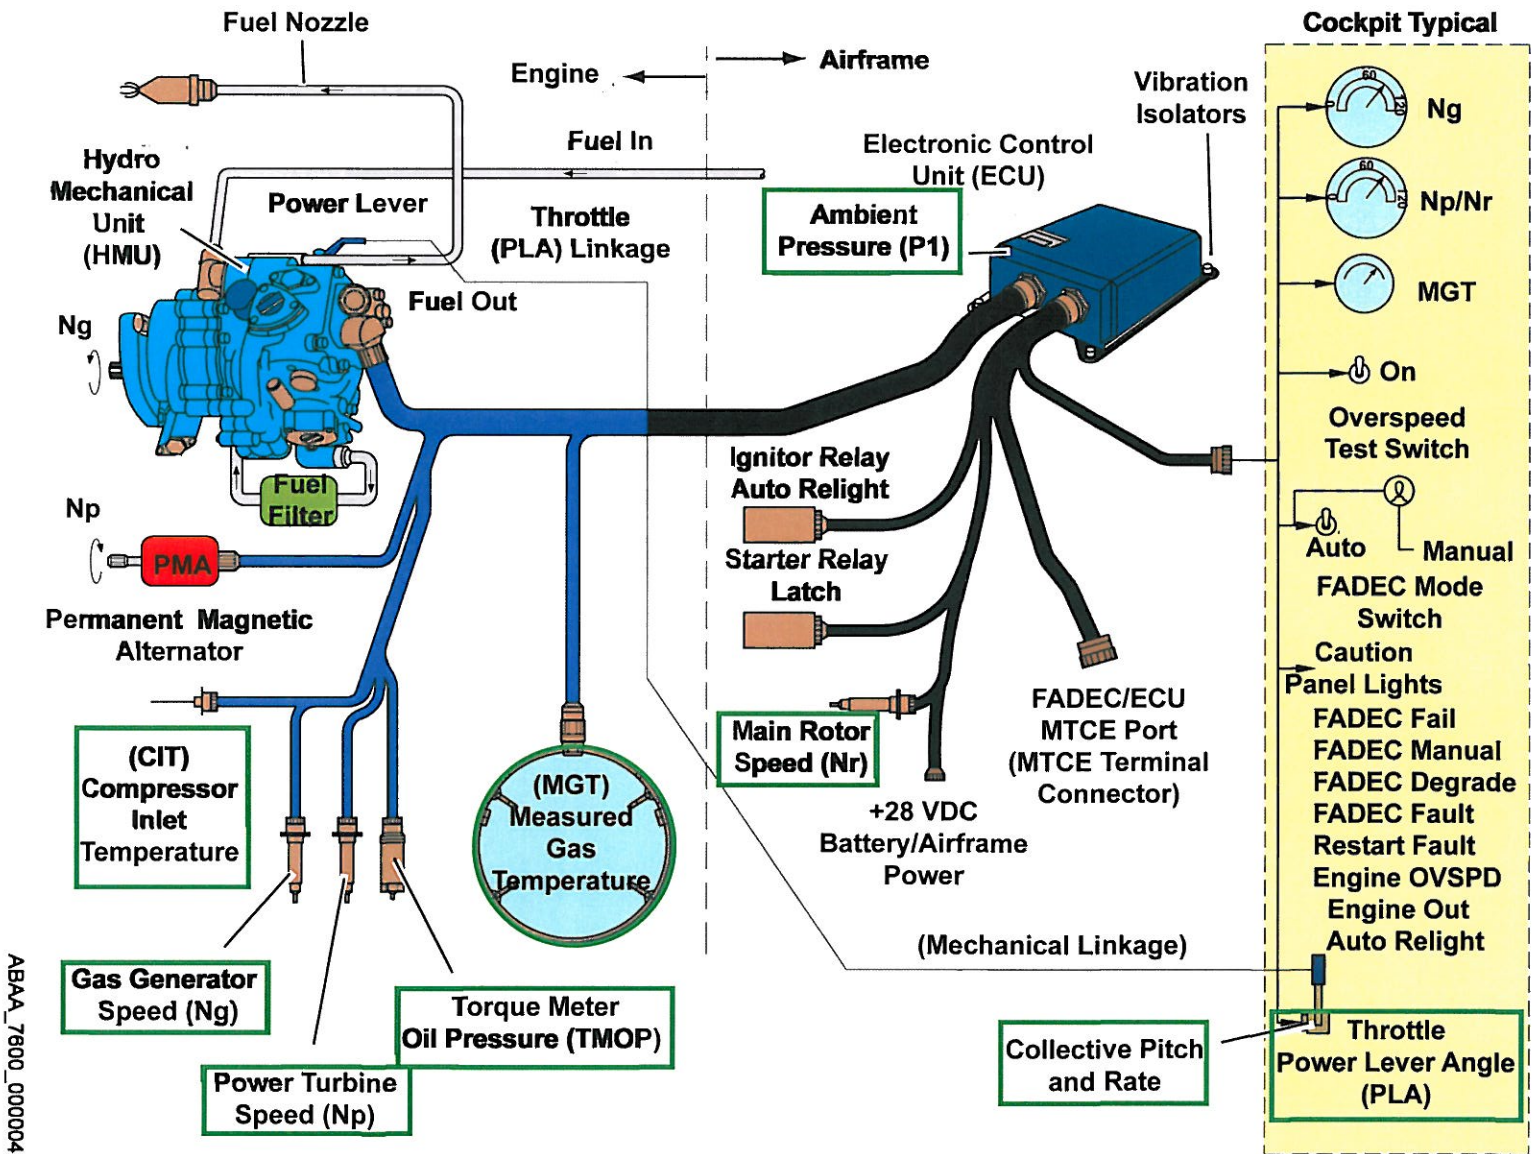 Cockpit Typical
Fuel Nozzle
Engine
Airframe
Vibration
Isolators
60
0
120
Ng
Fuel In
Electronic Control
Unit (ECU)
Hydro
Mechanical
Unit
(HMU)
Power Lever
Throttle
(PLA) Linkage
Ambient
Pressure (P1)
60
0
120
Np/Nr
MGT
Fuel Out
Ng
On
Overspeed
Test Switch
Ignitor Relay
Auto Relight
Fuel
Filter
Np
PMA
Starter Relay
Latch
Auto
Manual
FADEC Mode
Switch
Permanent Magnetic
Alternator
Caution
Panel Lights
FADEC Fail
FADEC Manual
FADEC Degrade
FADEC Fault
Restart Fault
Engine OVSPD
Engine Out
Auto Relight
(CIT)
Compressor
Inlet
Temperature
(MGT)
Measured
Gas
Temperature
Main Rotor
Speed (Nr)
FADEC/ECU
MTCE Port
(MTCE Terminal
Connector)
+28 VDC
Battery/Airframe
Power
(Mechanical Linkage)
Gas Generator
Speed (Ng)
Torque Meter
Oil Pressure (TMOP)
Power Turbine
Speed (Np)
Collective Pitch
and Rate
Throttle
Power Lever Angle
(PLA)
ABAA_7600_000004